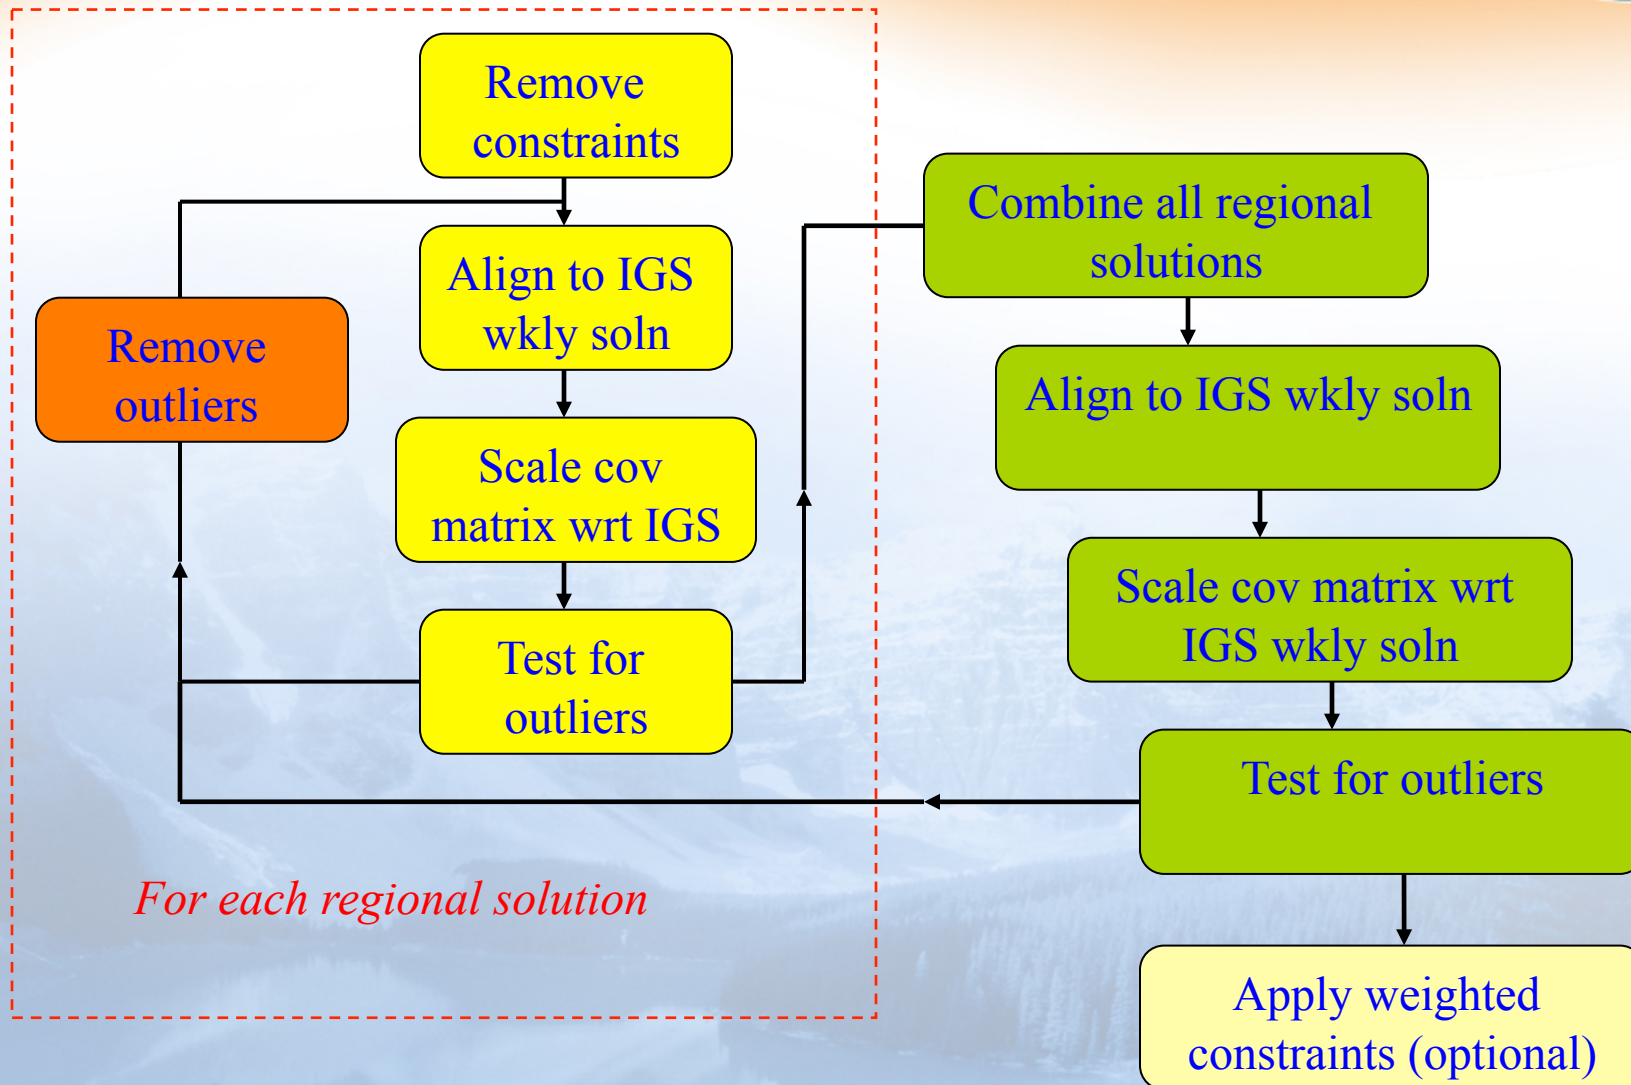 Remove
constraints
Align to IGS
wkly soln
Remove
outliers
Scale cov
matrix wrt IGS
Test for
outliers
For each regional solution
Combine all regional
solutions
Align to IGS wkly soln
Scale cov matrix wrt
IGS wkly soln
Test for outliers
Apply weighted
constraints (optional)